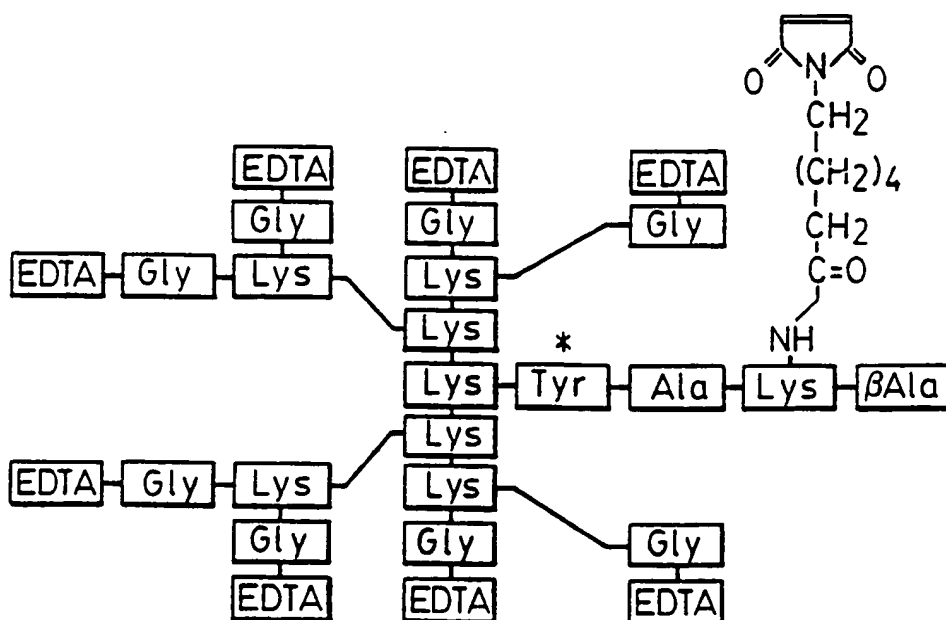 O N O
CH2
EDTA EDTA EDTA (CH2)4
Gly Gly Gly CH2
EDTA Gly Lys Lys C=O
Lys NH
*
Lys Tyr Ala Lys βAla
Lys
EDTA Gly Lys Lys
Gly Gly Gly
EDTA EDTA EDTA